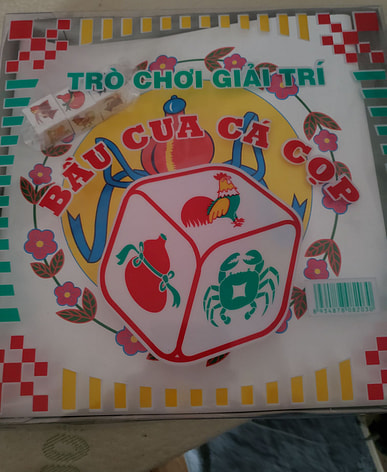 TRÒ CHƠI GIẢI TRÍ
BẦU CUA CÁ CỌP